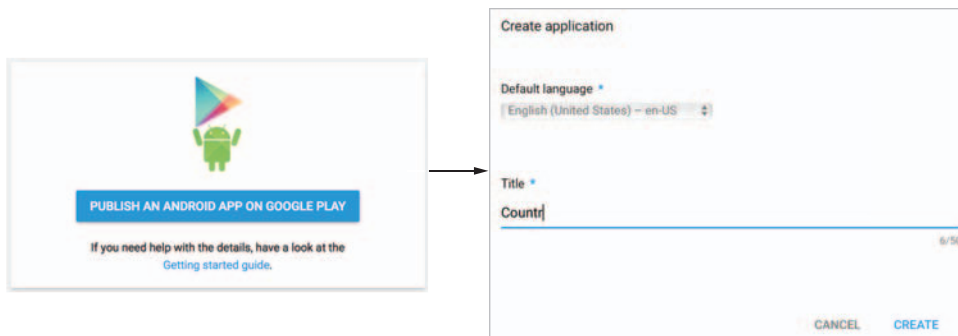 PUBLISH AN ANDROID APP ON GOOGLE PLAY
If you need help with the details, have a look at the
Getting started guide.
Create application
Default language *
English (United States) – en-US
Title *
Countr
CANCEL CREATE